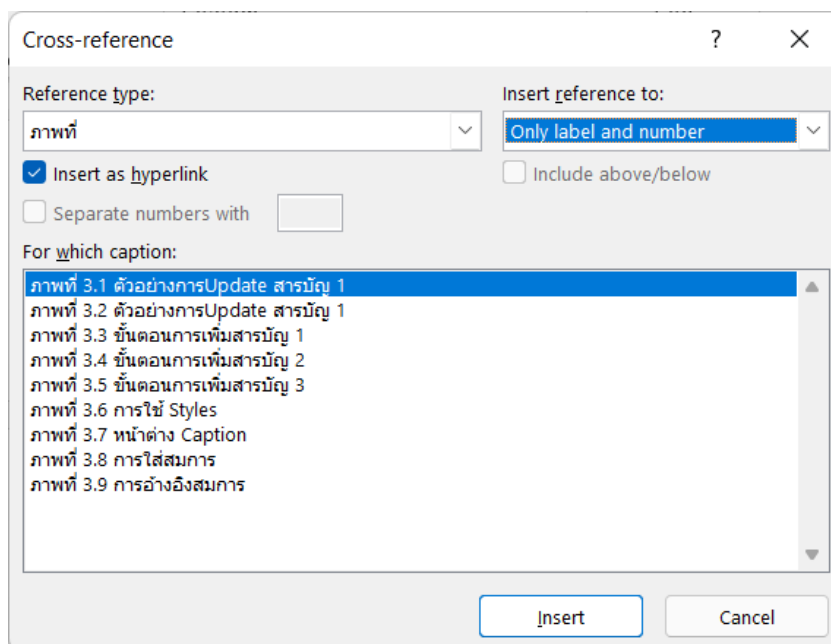 Cross-reference
?
Reference type:
Insert reference to:
ภาพที่
Only label and number
Insert as hyperlink
Include above/below
Separate numbers with
For which caption:
ภาพที่ 3.1 ตัวอย่างการUpdate สารบัญ 1
ภาพที่ 3.2 ตัวอย่างการUpdate สารบัญ 1
ภาพที่ 3.3 ขั้นตอนการเพิ่มสารบัญ 1
ภาพที่ 3.4 ขั้นตอนการเพิ่มสารบัญ 2
ภาพที่ 3.5 ขั้นตอนการเพิ่มสารบัญ 3
ภาพที่ 3.6 การใช้ Styles
ภาพที่ 3.7 หน้าต่าง Caption
ภาพที่ 3.8 การใส่สมการ
ภาพที่ 3.9 การอ้างอิงสมการ
Insert
Cancel